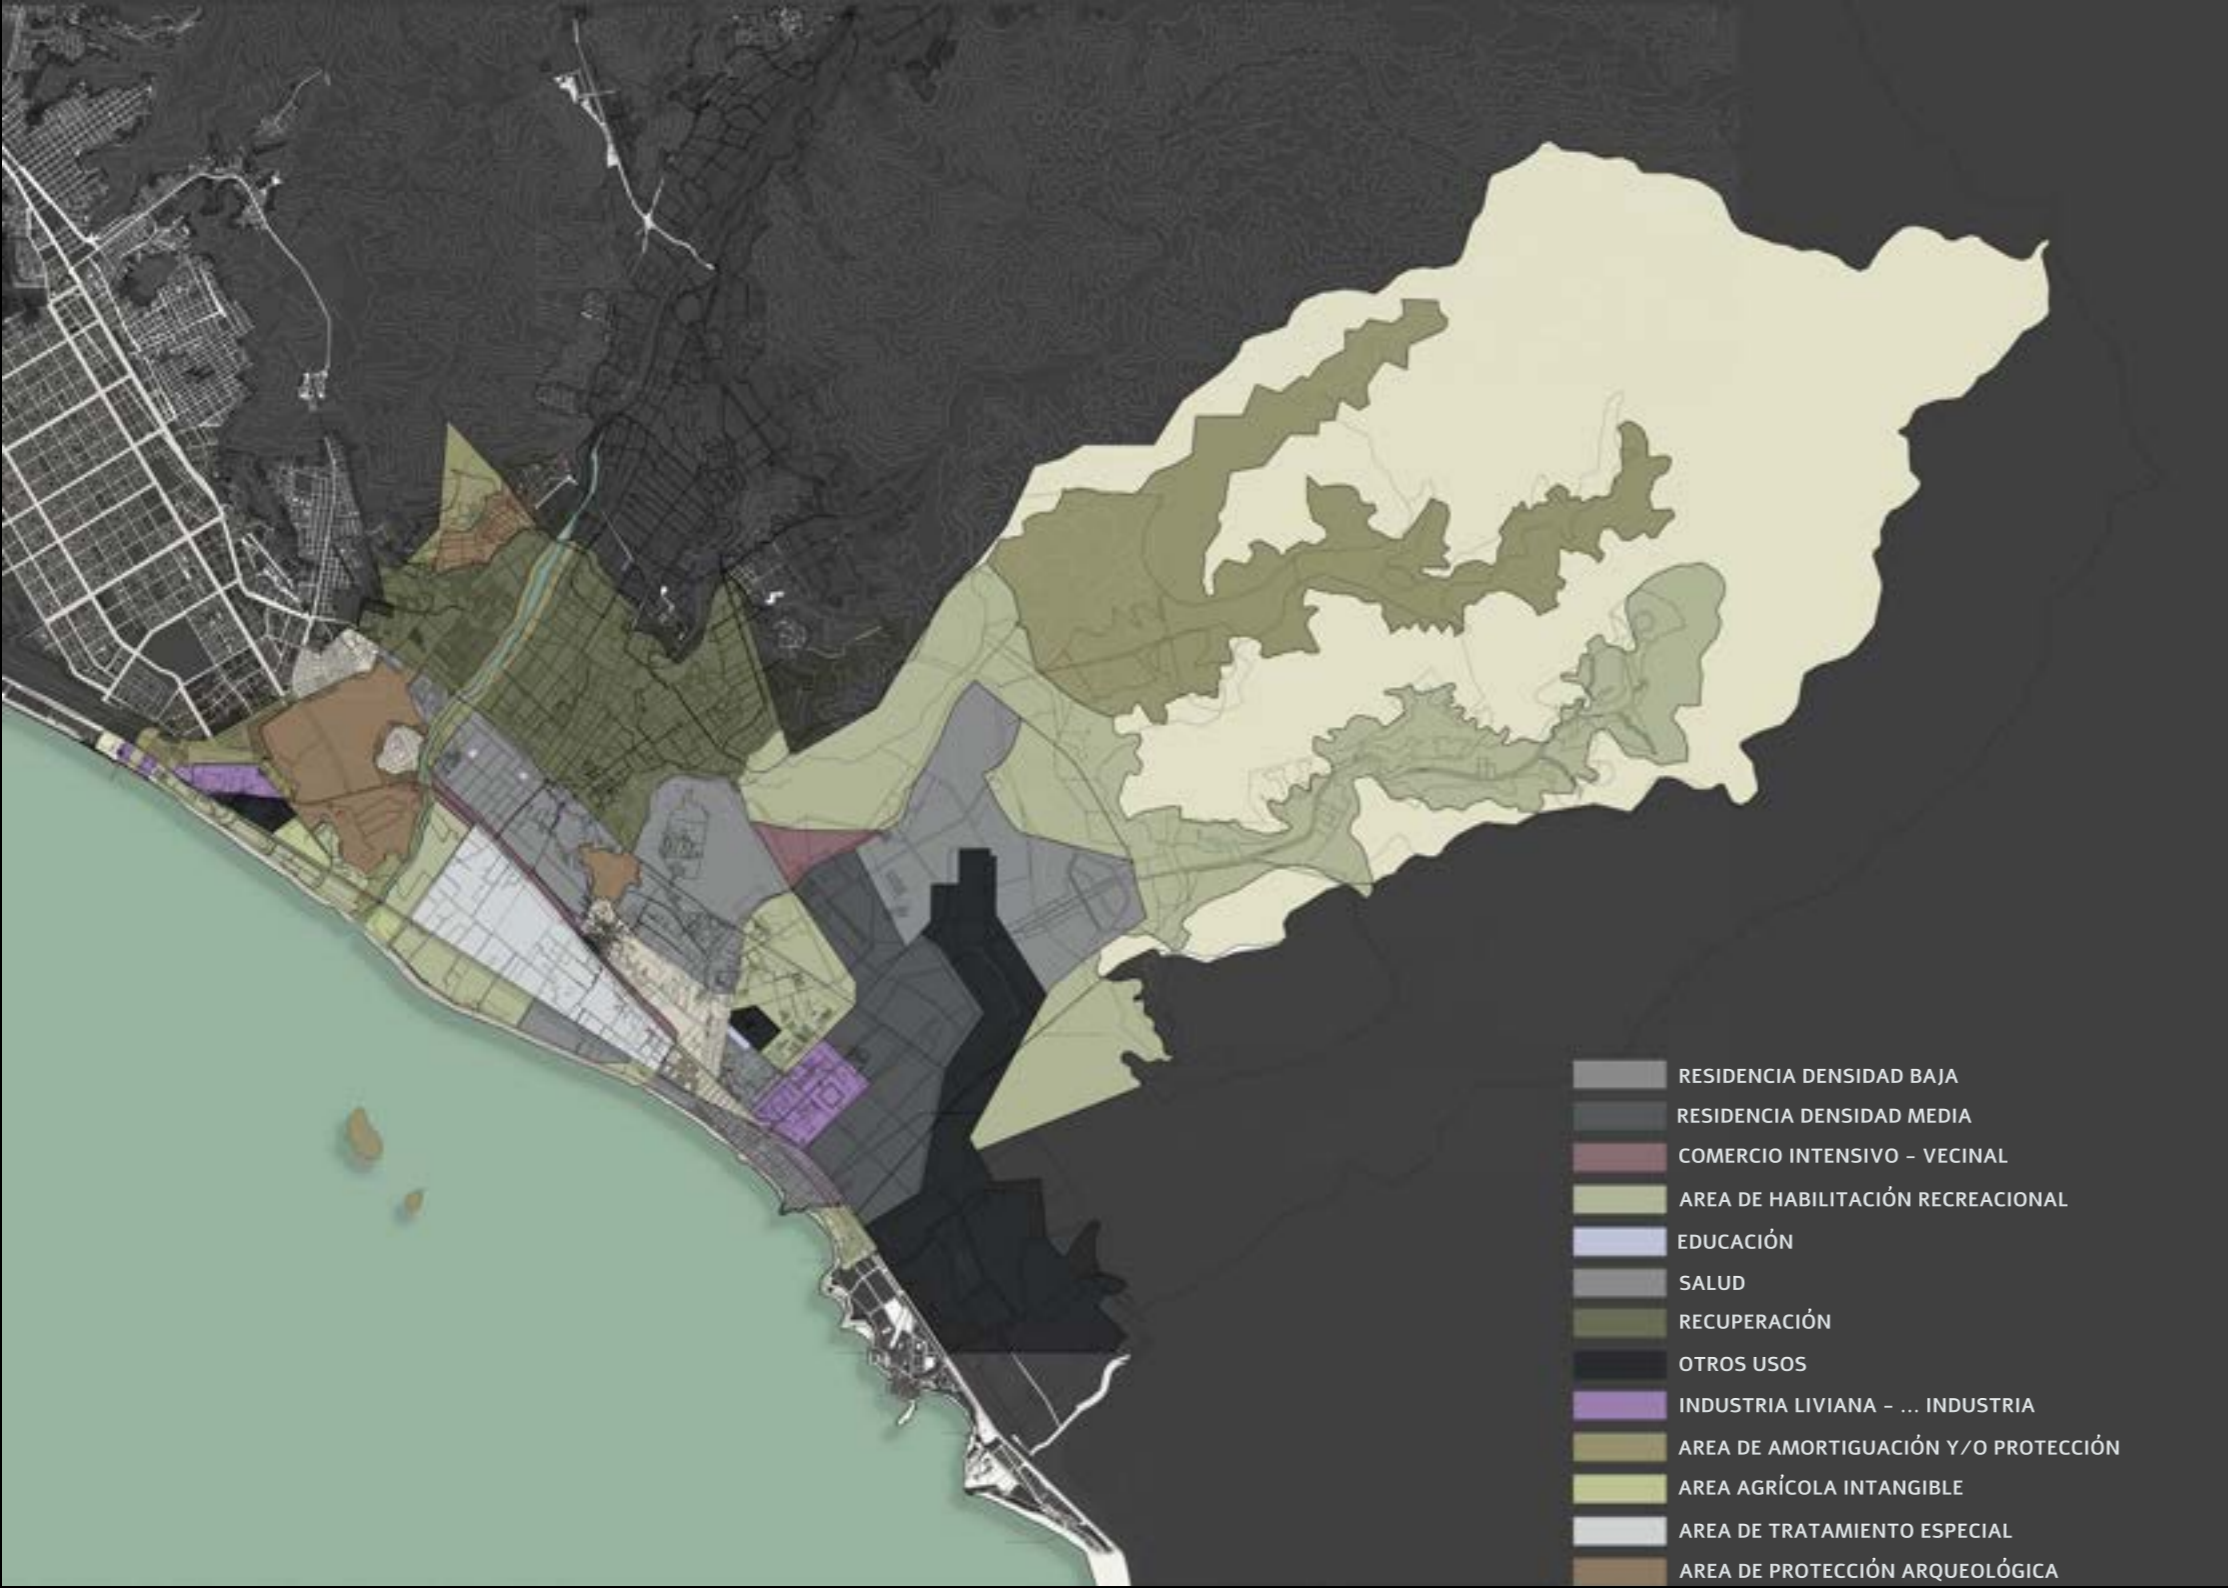 RESIDENCIA DENSIDAD BAJA
RESIDENCIA DENSIDAD MEDIA
COMERCIO INTENSIVO – VECINAL
AREA DE HABILITACIÓN RECREACIONAL
EDUCACIÓN
SALUD
RECUPERACIÓN
OTROS USOS
INDUSTRIA LIVIANA – ... INDUSTRIA
AREA DE AMORTIGUACIÓN Y/O PROTECCIÓN
AREA AGRÍCOLA INTANGIBLE
AREA DE TRATAMIENTO ESPECIAL
AREA DE PROTECCIÓN ARQUEOLÓGICA